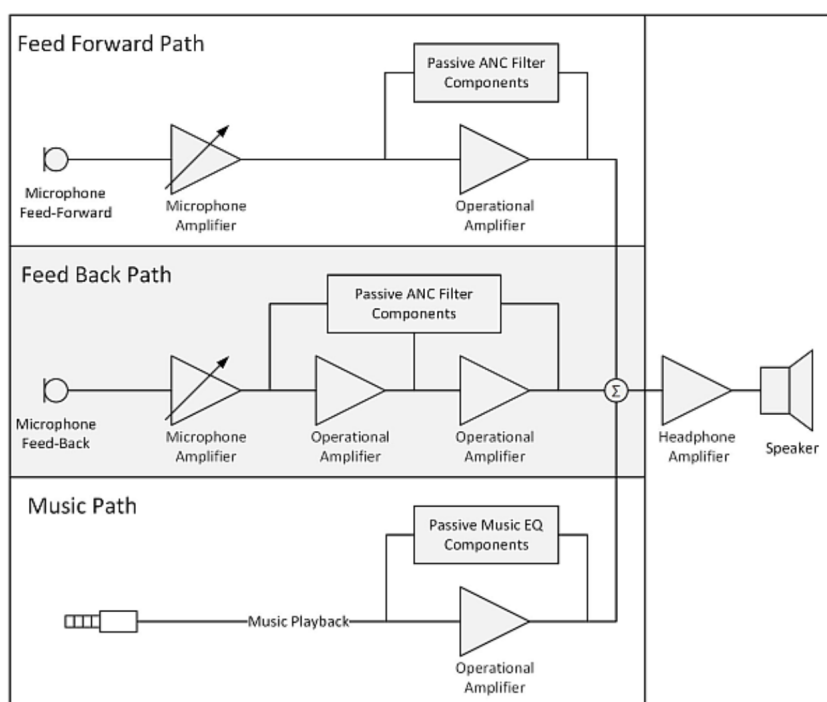 Feed Forward Path
Passive ANC Filter
Components
Microphone
Feed-Forward
Microphone
Amplifier
Operational
Amplifier
Feed Back Path
Passive ANC Filter
Components
Microphone
Feed-Back
Microphone
Amplifier
Operational
Amplifier
Operational
Amplifier
Σ
Headphone
Amplifier
Speaker
Music Path
Passive Music EQ
Components
Music Playback
Operational
Amplifier